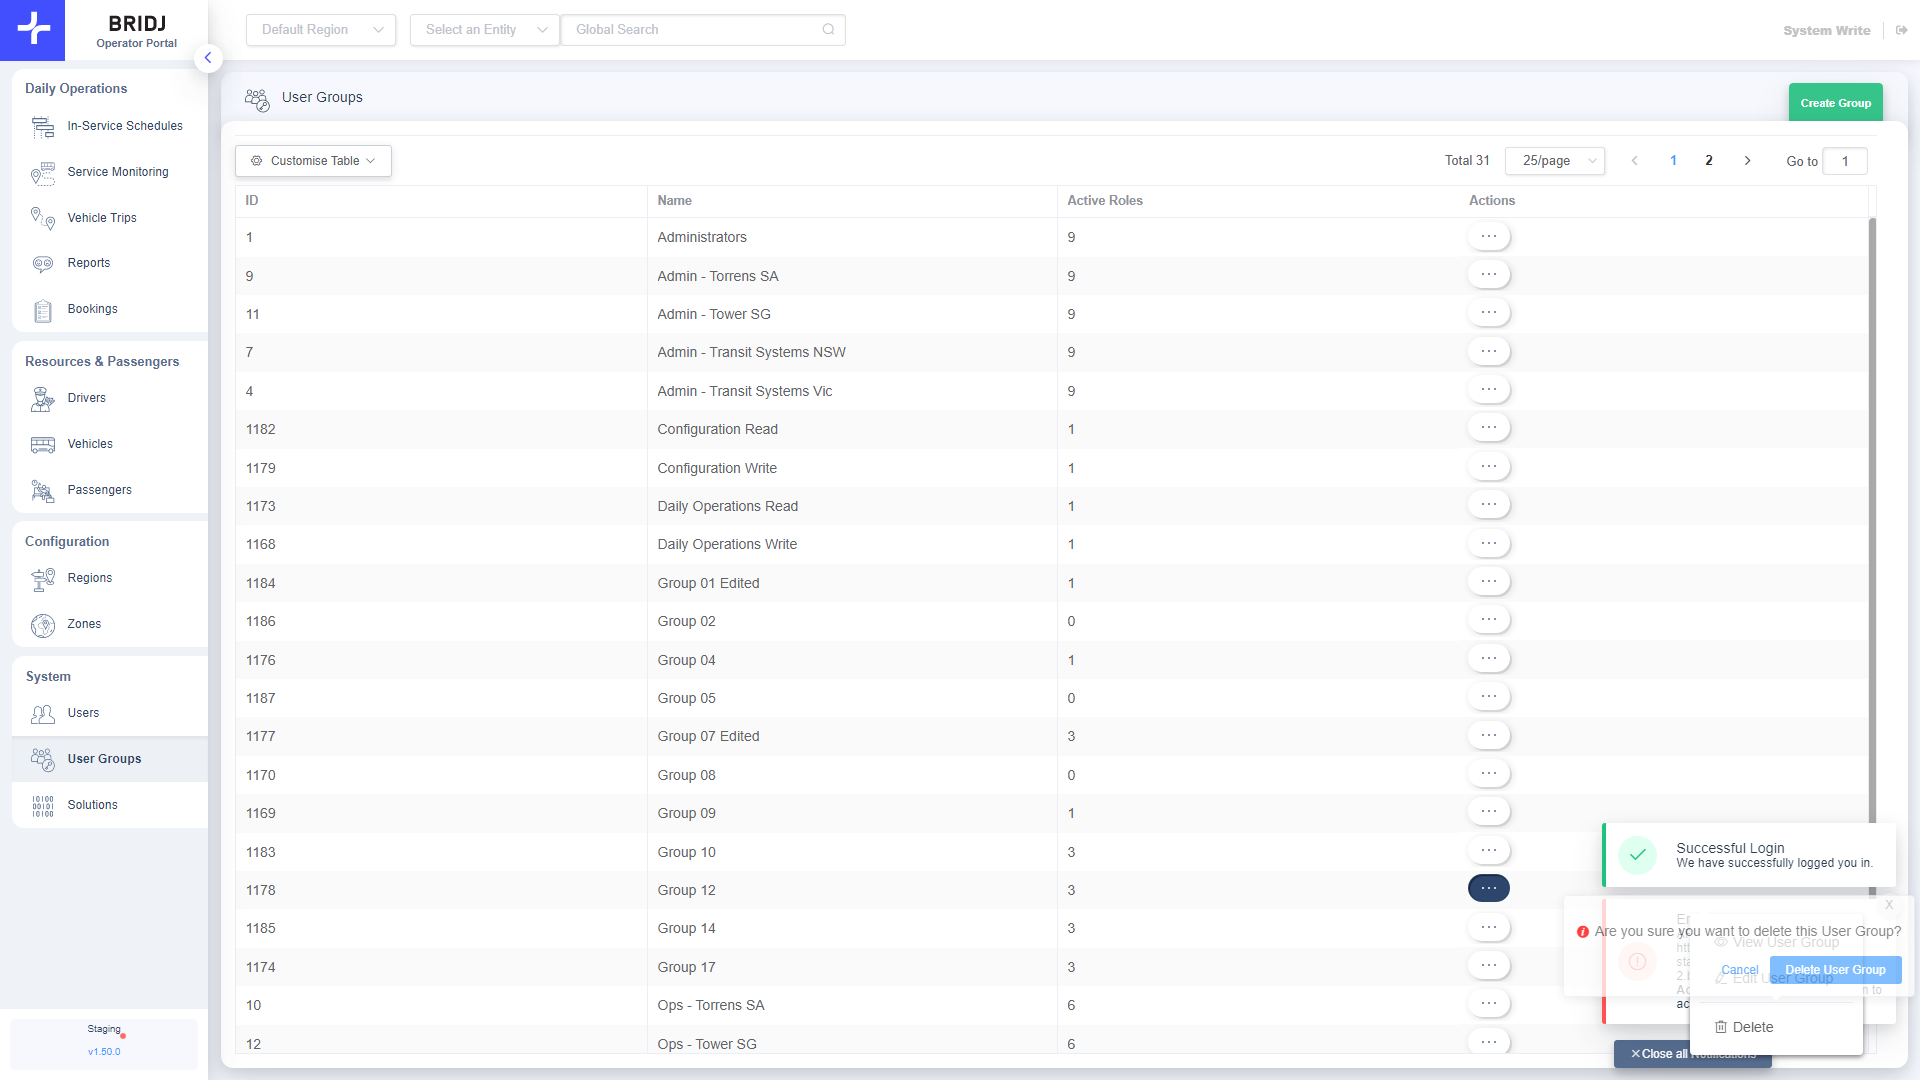 BRIDJ
Operator Portal
Default Region
Select an Entity
Global Search
System Write
Daily Operations
In-Service Schedules
Service Monitoring
Vehicle Trips
Reports
Bookings
Resources & Passengers
Drivers
Vehicles
Passengers
Configuration
Regions
Zones
System
Users
User Groups
Solutions
Staging
v1.50.0
User Groups
Create Group
Customise Table
Total 31
25/page
1
2
Go to
1
ID Name Active Roles Actions
1 Administrators 9
9 Admin - Torrens SA 9
11 Admin - Tower SG 9
7 Admin - Transit Systems NSW 9
4 Admin - Transit Systems Vic 9
1182 Configuration Read 1
1179 Configuration Write 1
1173 Daily Operations Read 1
1168 Daily Operations Write 1
1184 Group 01 Edited 1
1186 Group 02 0
1176 Group 04 1
1187 Group 05 0
1177 Group 07 Edited 3
1170 Group 08 0
1169 Group 09 1
1183 Group 10 3
1178 Group 12 3
1185 Group 14 3
1174 Group 17 3
10 Ops - Torrens SA 6
12 Ops - Tower SG 6
Successful Login
We have successfully logged you in.
X
Are you sure you want to delete this User Group?
View User Group
Cancel
Delete User Group
Edit User Group
to
Delete
Close all Notifications